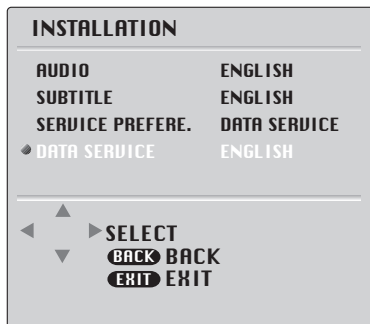 INSTALLATION
AUDIO ENGLISH
SUBTITLE ENGLISH
SERVICE PREFERE. DATA SERVICE
DATA SERVICE ENGLISH
SELECT
BACK BACK
EXIT EXIT